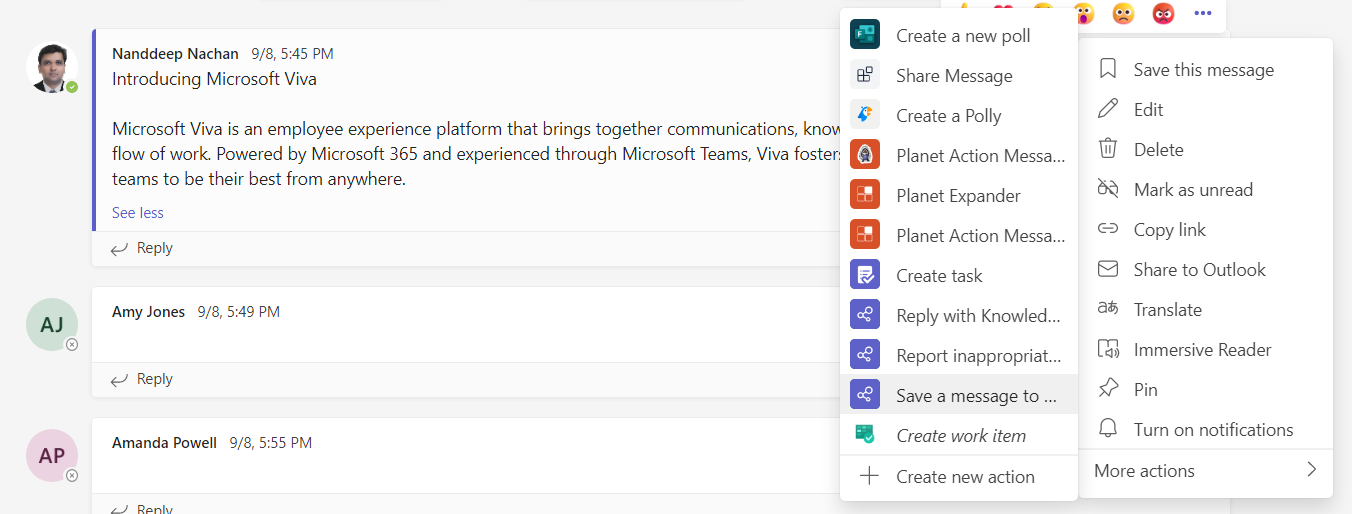 Nanddeep Nachan 9/8, 5:45 PM
Introducing Microsoft Viva
Microsoft Viva is an employee experience platform that brings together communications, know
flow of work. Powered by Microsoft 365 and experienced through Microsoft Teams, Viva foster
teams to be their best from anywhere.
See less
Reply
AJ
Amy Jones 9/8, 5:49 PM
Reply
AP
Amanda Powell 9/8, 5:55 PM
Reply
Create a new poll
Share Message
Create a Polly
Planet Action Messa...
Planet Expander
Planet Action Messa...
Create task
Reply with Knowled...
Report inappropriat...
Save a message to ...
Create work item
Create new action
Save this message
Edit
Delete
Mark as unread
Copy link
Share to Outlook
Translate
Immersive Reader
Pin
Turn on notifications
More actions